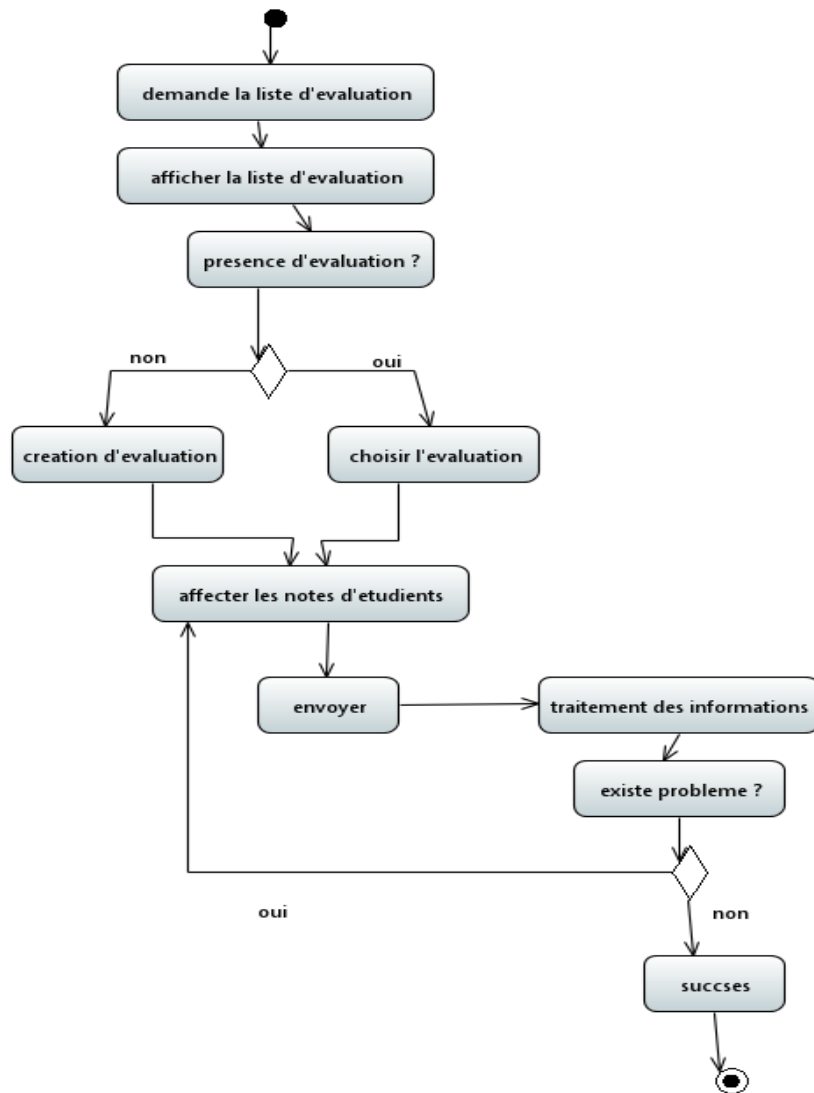 demande la liste d'evaluation
afficher la liste d'evaluation
presence d'evaluation ?
non
oui
creation d'evaluation
choisir l'evaluation
affecter les notes d'etudients
envoyer
traitement des informations
existe probleme ?
oui
non
succses